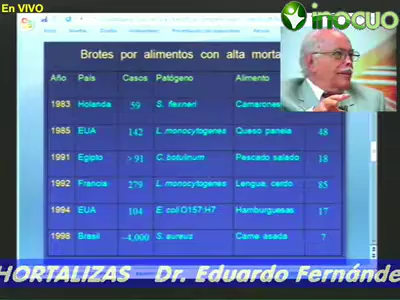 En VIVO
inocuo
Brotes por alimentos con alta morta
Año País Casos Patógeno Alimento
1983 Holanda 59 S. flexneri Camarones
1985 EUA 142 L. monocytogenes Queso panela 48
1991 Egipto > 91 C. botulinum Pescado salado 18
1992 Francia 279 L. monocytogenes Lengua, cerdo 85
1994 EUA 104 E. coli O157:H7 Hamburguesas 17
1998 Brasil ~4,000 S. aureus Carne asada ?
HORTALIZAS Dr. Eduardo Fernánde